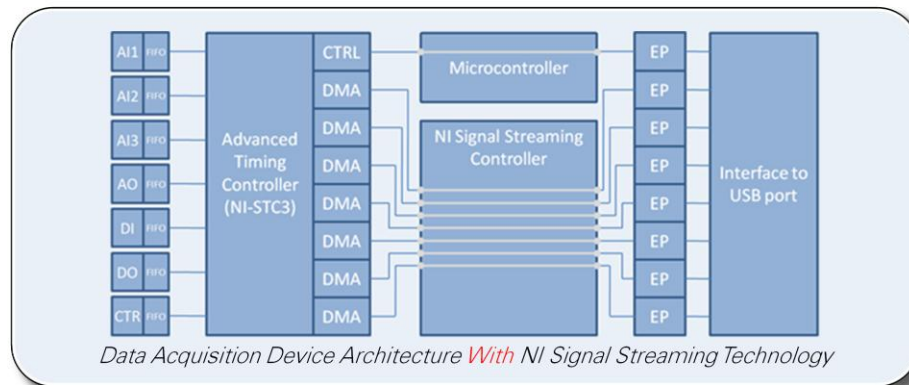 AI1 FIFO
AI2 FIFO
AI3 FIFO
AO FIFO
DI FIFO
DO FIFO
CTR FIFO
Advanced
Timing
Controller
(NI-STC3)
CTRL
DMA
DMA
DMA
DMA
DMA
DMA
DMA
Microcontroller
NI Signal Streaming
Controller
EP
EP
EP
EP
EP
EP
EP
EP
Interface to
USB port
Data Acquisition Device Architecture With NI Signal Streaming Technology